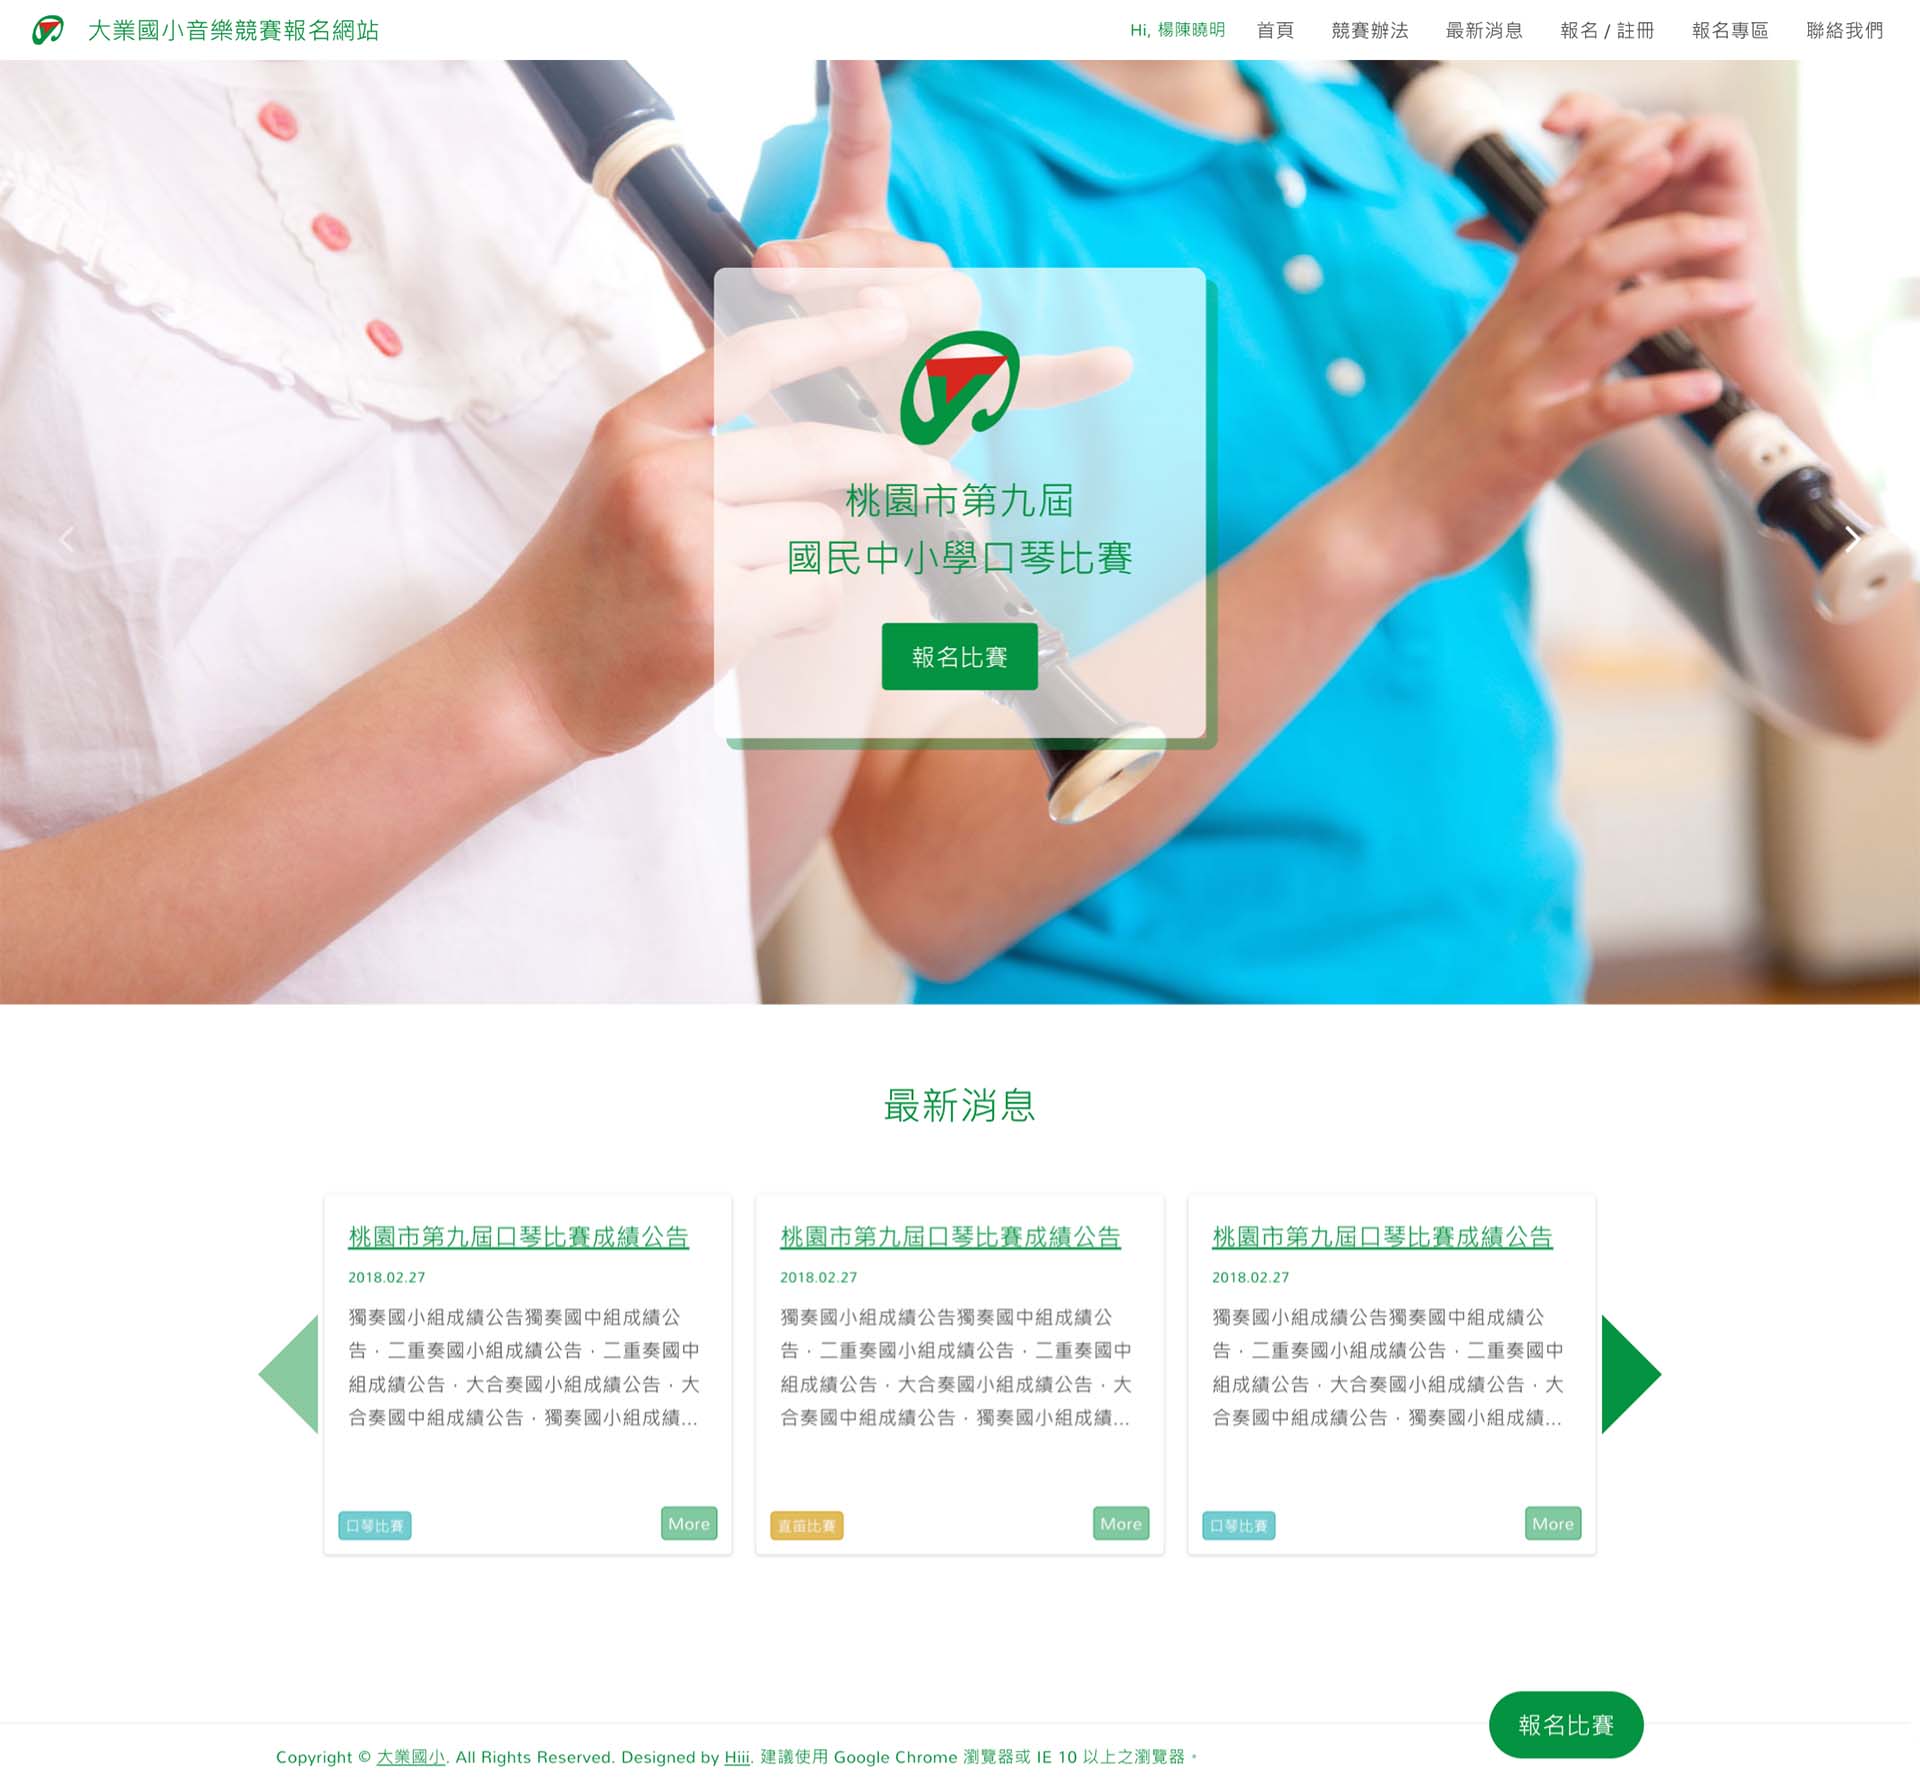 大業國小音樂競賽報名網站
Hi, 楊陳曉明 首頁 競賽辦法 最新消息 報名 / 註冊 報名專區 聯絡我們
桃園市第九屆
國民中小學口琴比賽
報名比賽
最新消息
桃園市第九屆口琴比賽成績公告
2018.02.27
獨奏國小組成績公告獨奏國中組成績公
告，二重奏國小組成績公告，二重奏國中
組成績公告，大合奏國小組成績公告，大
合奏國中組成績公告，獨奏國小組成績...
口琴比賽 More
桃園市第九屆口琴比賽成績公告
2018.02.27
獨奏國小組成績公告獨奏國中組成績公
告，二重奏國小組成績公告，二重奏國中
組成績公告，大合奏國小組成績公告，大
合奏國中組成績公告，獨奏國小組成績...
直笛比賽 More
桃園市第九屆口琴比賽成績公告
2018.02.27
獨奏國小組成績公告獨奏國中組成績公
告，二重奏國小組成績公告，二重奏國中
組成績公告，大合奏國小組成績公告，大
合奏國中組成績公告，獨奏國小組成績...
口琴比賽 More
報名比賽
Copyright © 大業國小. All Rights Reserved. Designed by Hiii. 建議使用 Google Chrome 瀏覽器或 IE 10 以上之瀏覽器。